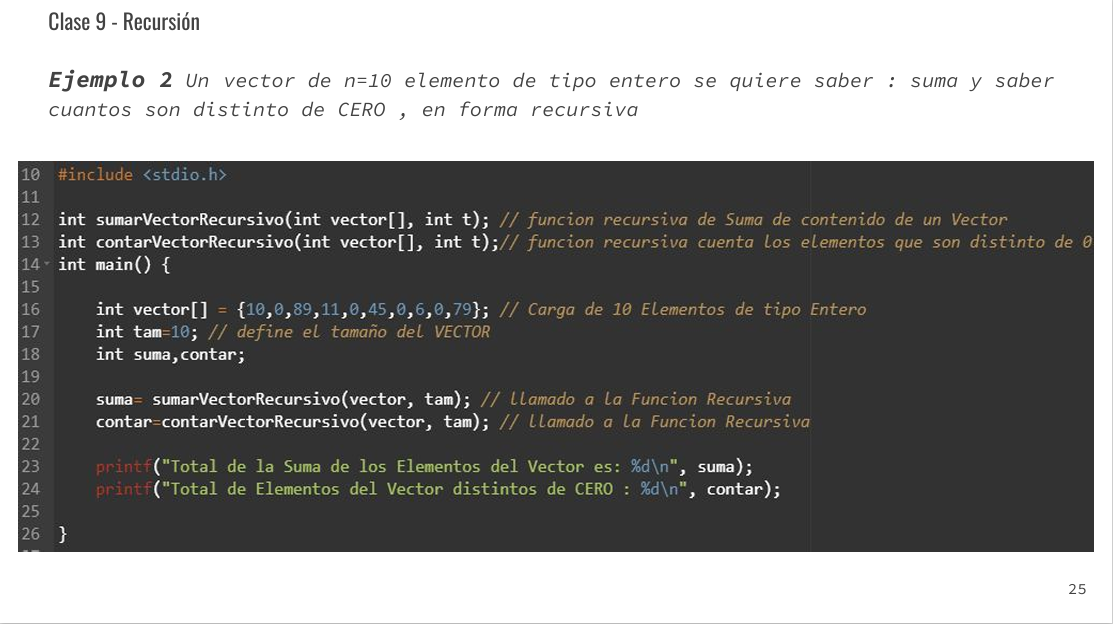 Clase 9 - Recursión
Ejemplo 2 Un vector de n=10 elemento de tipo entero se quiere saber : suma y saber
cuantos son distinto de CERO , en forma recursiva
10 #include <stdio.h>
11
12 int sumarVectorRecursivo(int vector[], int t); // funcion recursiva de Suma de contenido de un Vector
13 int contarVectorRecursivo(int vector[], int t);// funcion recursiva cuenta los elementos que son distinto de 0
14 int main() {
15
16     int vector[] = {10,0,89,11,0,45,0,6,0,79}; // Carga de 10 Elementos de tipo Entero
17     int tam=10; // define el tamaño del VECTOR
18     int suma,contar;
19
20     suma= sumarVectorRecursivo(vector, tam); // llamado a la Funcion Recursiva
21     contar=contarVectorRecursivo(vector, tam); // llamado a la Funcion Recursiva
22
23     printf("Total de la Suma de los Elementos del Vector es: %d\n", suma);
24     printf("Total de Elementos del Vector distintos de CERO : %d\n", contar);
25
26 }
25